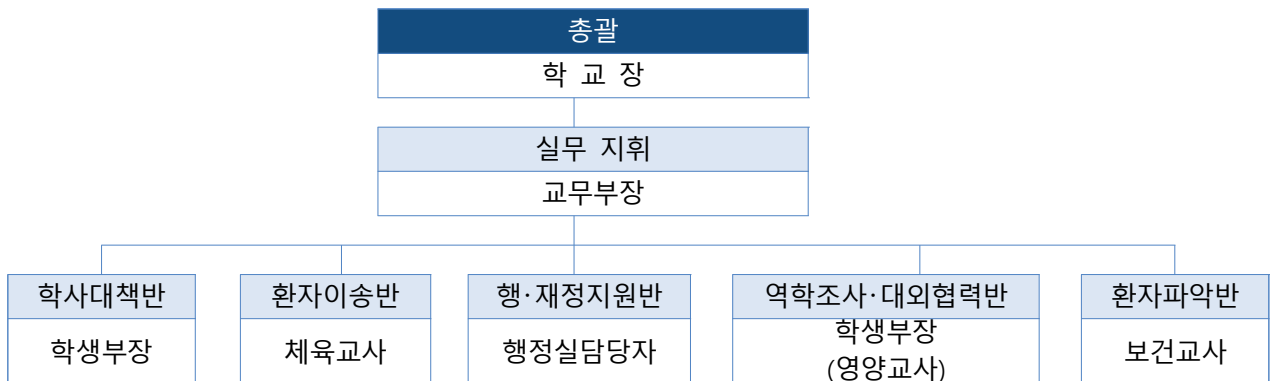 총괄
학 교 장
실무 지휘
교무부장
학사대책반
환자이송반
행·재정지원반
역학조사·대외협력반
환자파악반
학생부장
체육교사
행정실담당자
학생부장
(영양교사)
보건교사